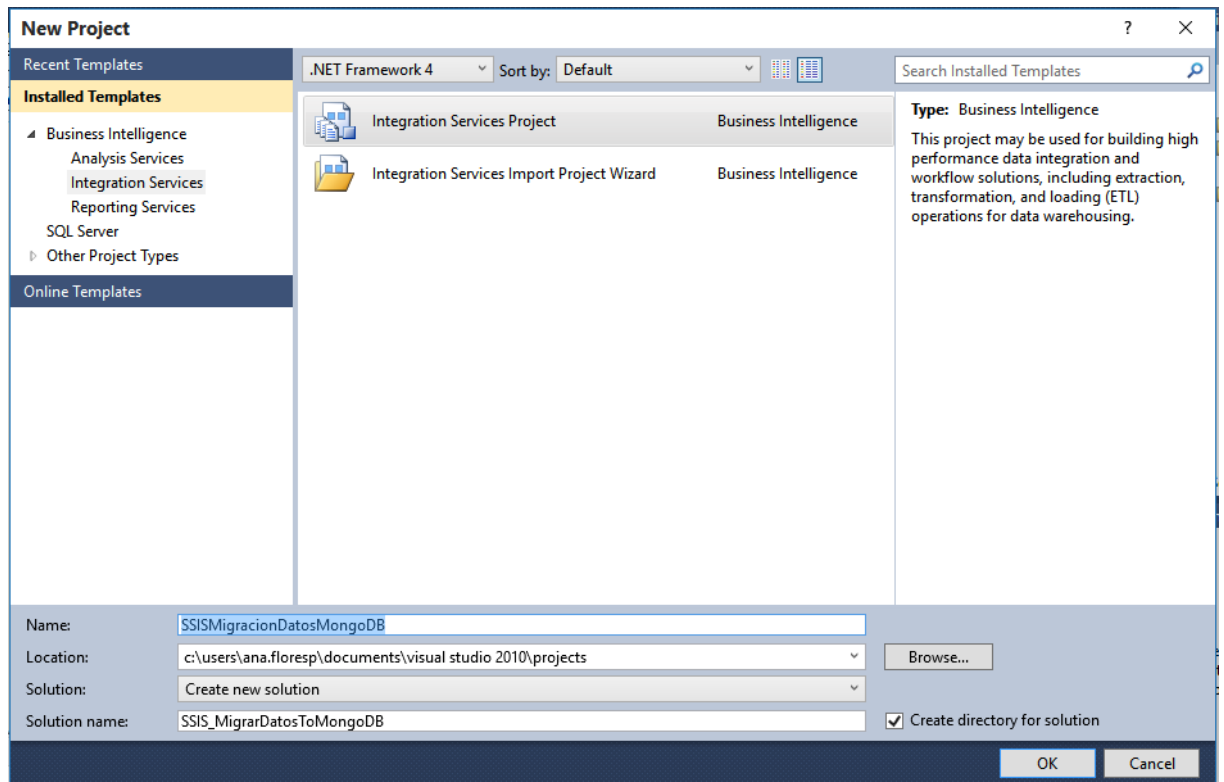 New Project
?
Recent Templates
Installed Templates
Business Intelligence
Analysis Services
Integration Services
Reporting Services
SQL Server
Other Project Types
Online Templates
.NET Framework 4
Sort by: Default
Integration Services Project Business Intelligence
Integration Services Import Project Wizard Business Intelligence
Search Installed Templates
Type: Business Intelligence
This project may be used for building high
performance data integration and
workflow solutions, including extraction,
transformation, and loading (ETL)
operations for data warehousing.
Name: SSISMigracionDatosMongoDB
Location: c:\users\ana.floresp\documents\visual studio 2010\projects Browse...
Solution: Create new solution
Solution name: SSIS_MigrarDatosToMongoDB Create directory for solution
OK Cancel